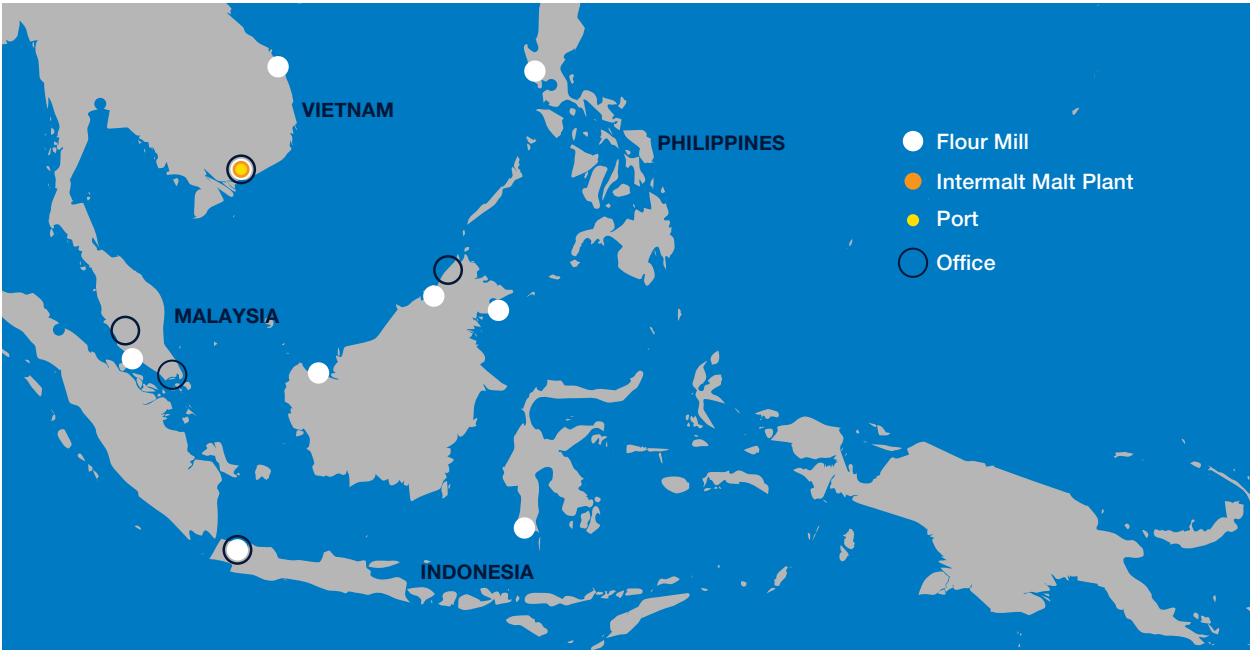 VIETNAM
PHILIPPINES
Flour Mill
Intermalt Malt Plant
Port
Office
MALAYSIA
INDONESIA